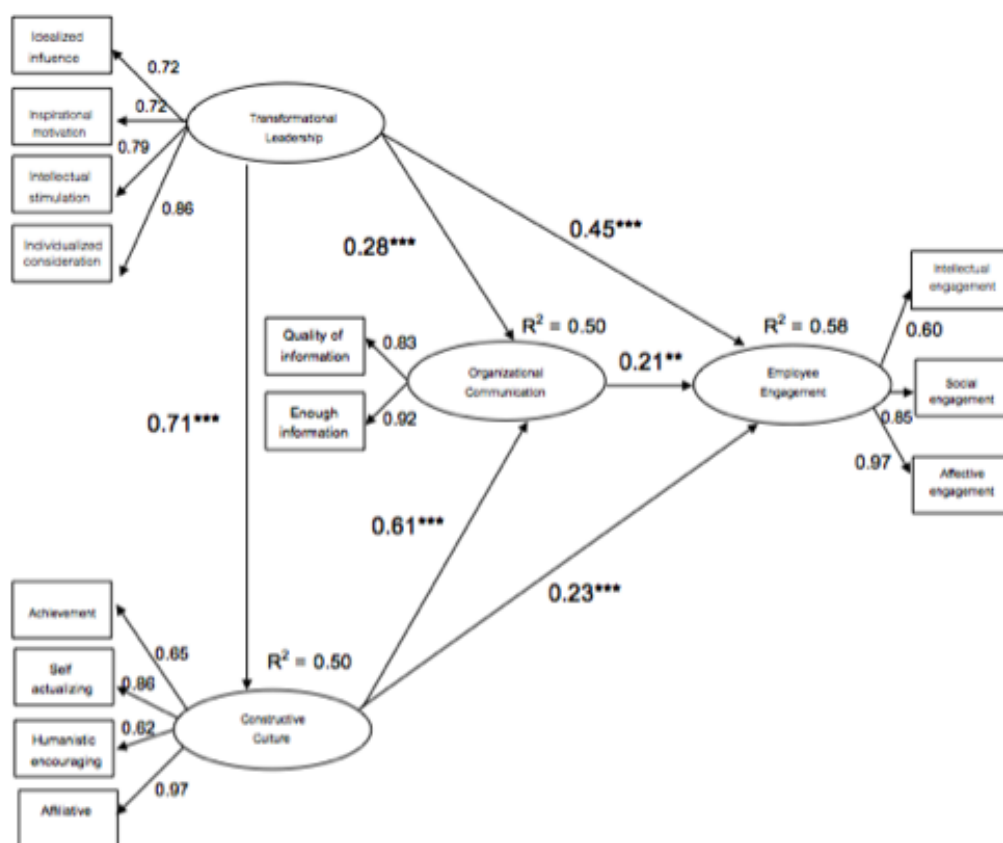 Idealized
influence
0.72
Inspirational
motivation
0.72
Transformational
Leadership
Intellectual
stimulation
0.79
Individualized
consideration
0.86
0.28***
0.45***
Intellectual
engagement
0.60
Quality of
information
0.83
R² = 0.50
Organizational
Communication
0.21**
R² = 0.58
Employee
Engagement
Social
engagement
0.85
Enough
information
0.92
0.71***
0.97
Affective
engagement
0.61***
0.23***
Achievement
0.65
R² = 0.50
Self
actualizing
0.86
Constructive
Culture
Humanistic
encouraging
0.62
Affiliative
0.97